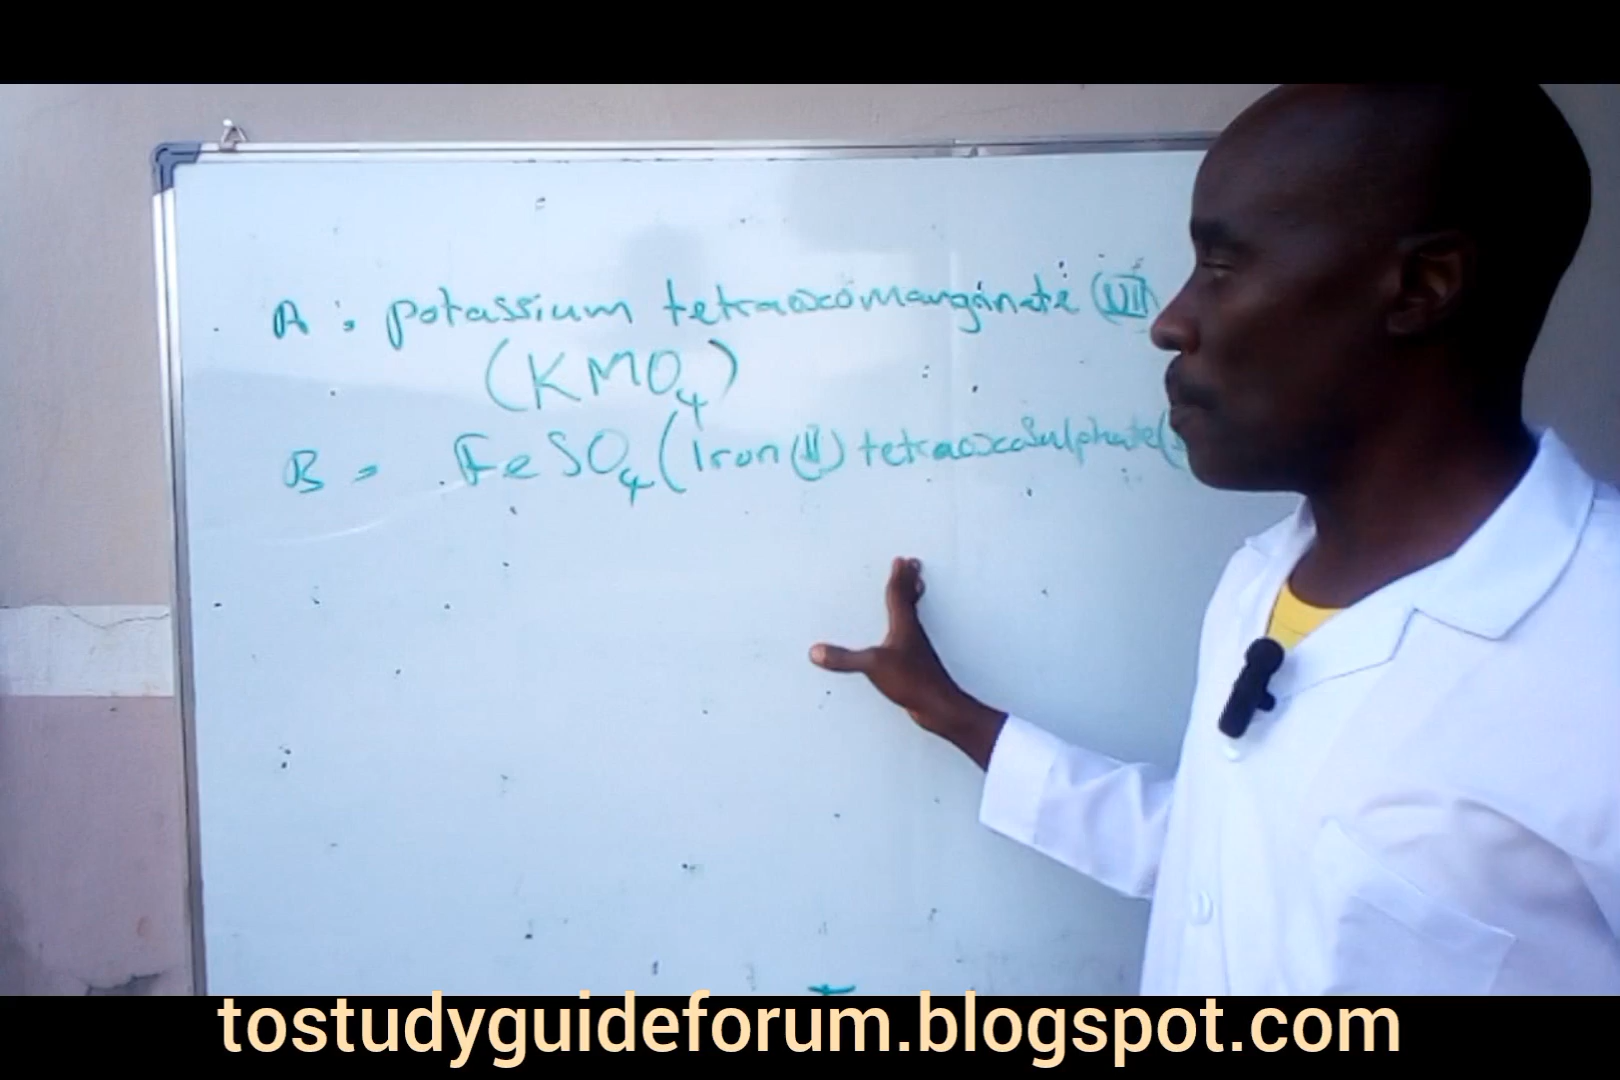 A : potassium tetraoxomanganate (VII)
(KMO4)
B = FeSO4 (Iron (II) tetraoxosulphate (
tostudyguideforum.blogspot.com